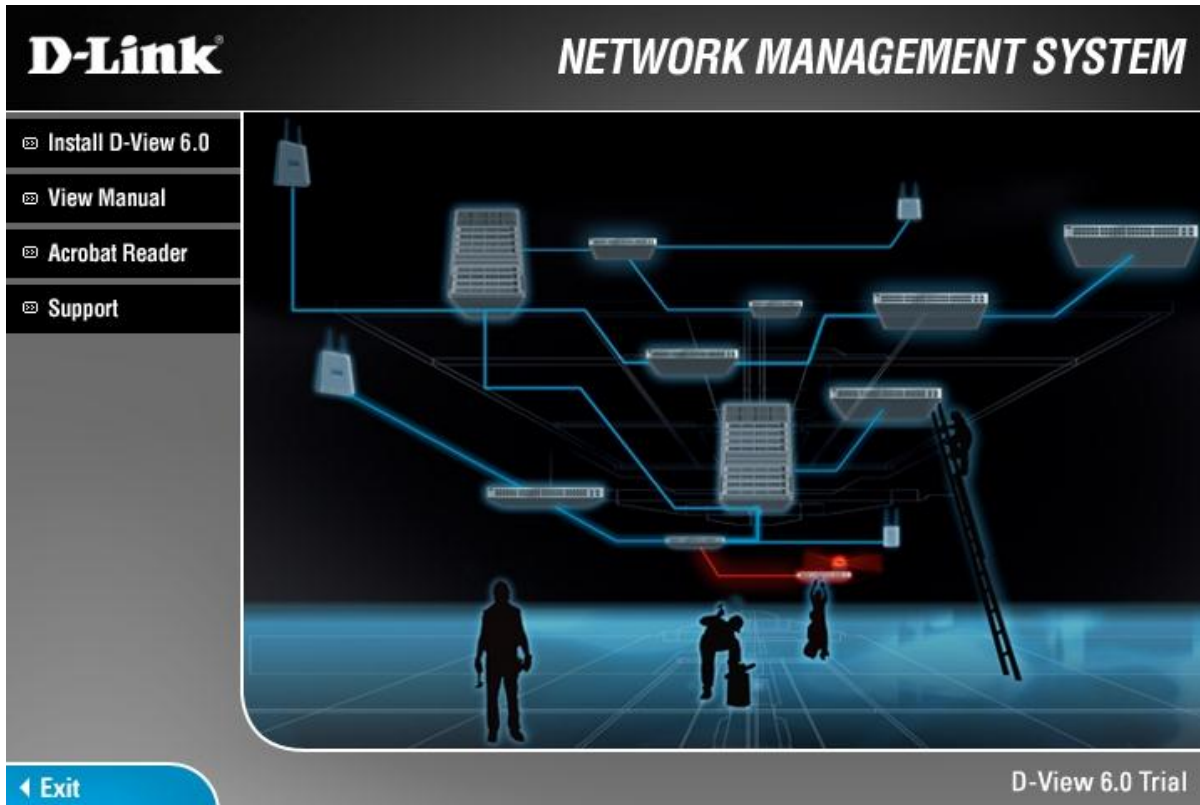 D-Link®
NETWORK MANAGEMENT SYSTEM
Install D-View 6.0
View Manual
Acrobat Reader
Support
Exit
D-View 6.0 Trial